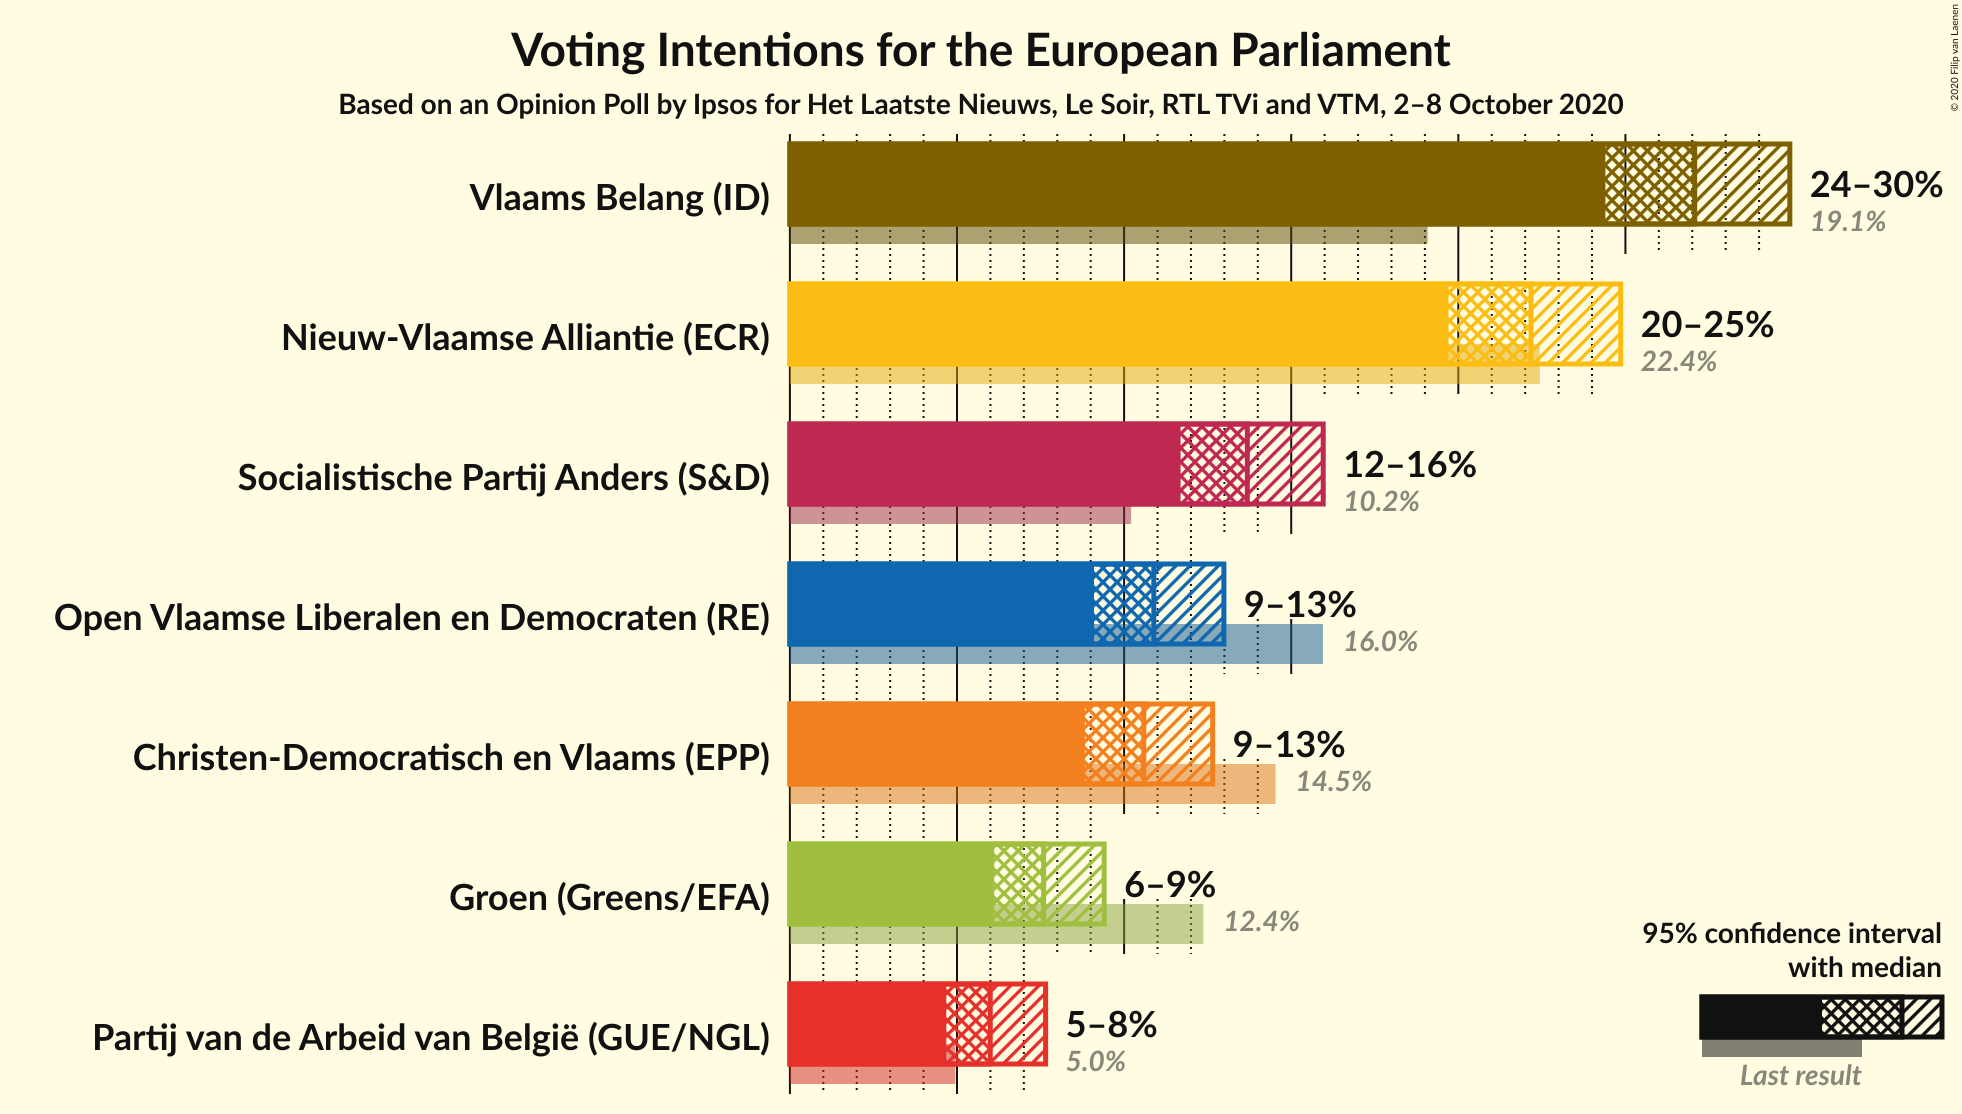 Voting Intentions for the European Parliament
Based on an Opinion Poll by Ipsos for Het Laatste Nieuws, Le Soir, RTL TVi and VTM, 2–8 October 2020
© 2020 Filip van Laenen
Vlaams Belang (ID)
24–30%
19.1%
Nieuw-Vlaamse Alliantie (ECR)
20–25%
22.4%
Socialistische Partij Anders (S&D)
12–16%
10.2%
Open Vlaamse Liberalen en Democraten (RE)
9–13%
16.0%
Christen-Democratisch en Vlaams (EPP)
9–13%
14.5%
Groen (Greens/EFA)
6–9%
12.4%
Partij van de Arbeid van België (GUE/NGL)
5–8%
5.0%
95% confidence interval
with median
Last result